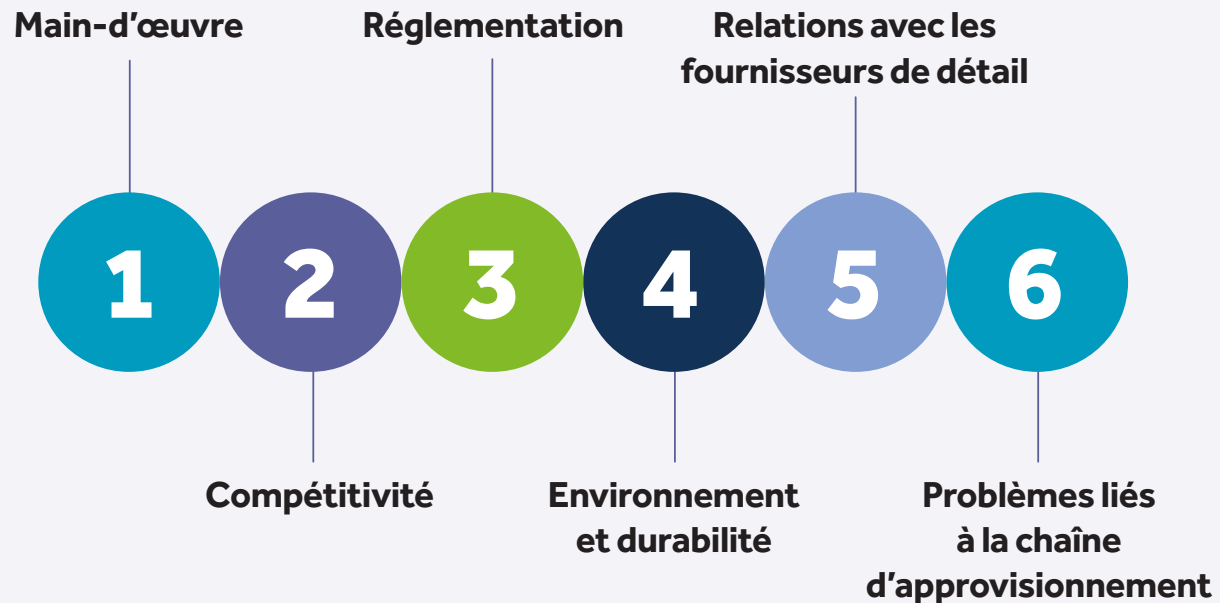 Main-d'œuvre
Réglementation
Relations avec les
fournisseurs de détail
1
2
3
4
5
6
Compétitivité
Environnement
et durabilité
Problèmes liés
à la chaîne
d'approvisionnement